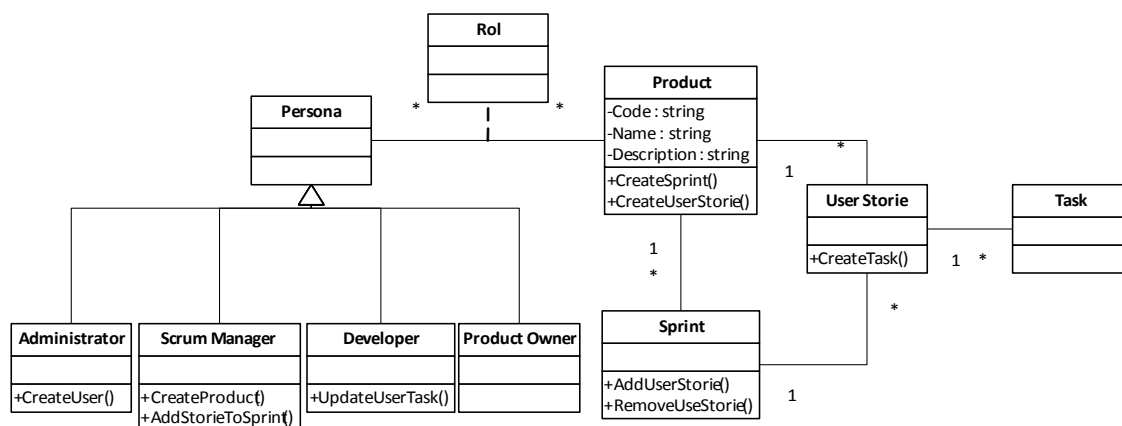 Rol
*
*
Persona
Product
-Code : string
-Name : string
-Description : string
+CreateSprint()
+CreateUserStorie()
*
1
User Storie
+CreateTask()
Task
1
*
1
*
*
Administrator
+CreateUser()
Scrum Manager
+CreateProduct()
+AddStorieToSprint()
Developer
+UpdateUserTask()
Product Owner
Sprint
+AddUserStorie()
+RemoveUseStorie()
1